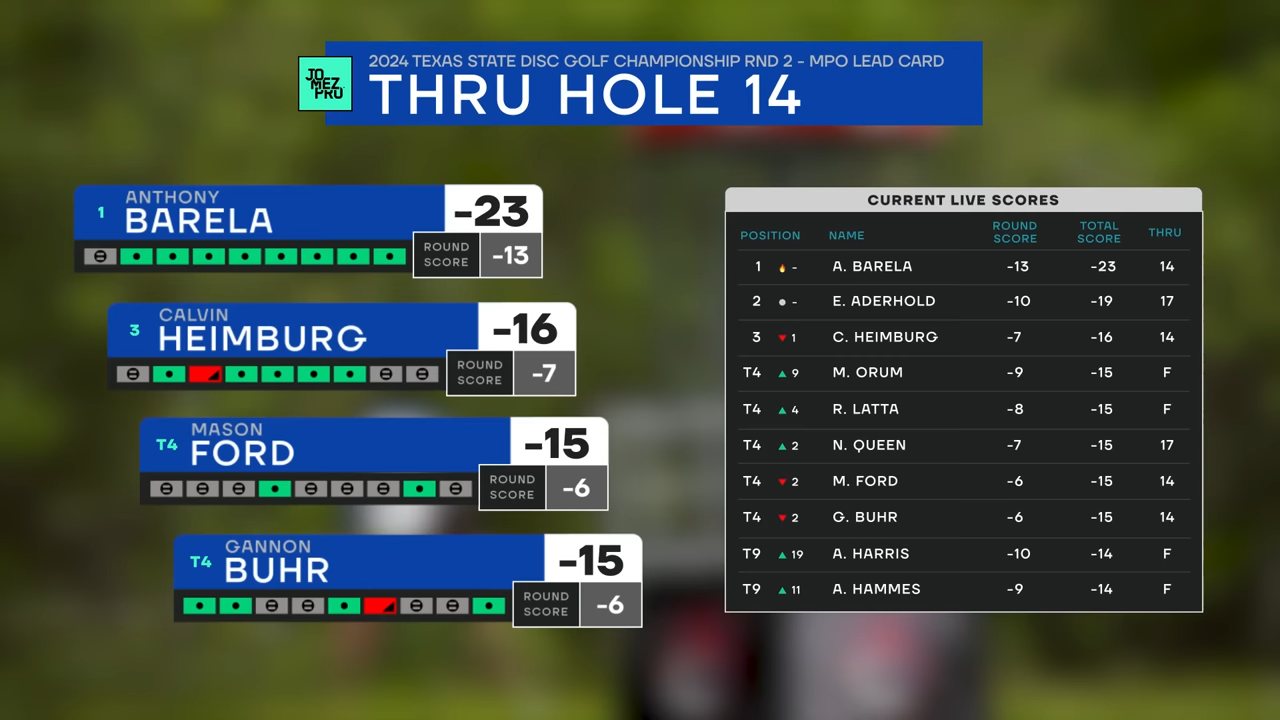 JO
MEZ
PRO
2024 TEXAS STATE DISC GOLF CHAMPIONSHIP RND 2 - MPO LEAD CARD
THRU HOLE 14
1
ANTHONY
BARELA
-23
ROUND
SCORE
-13
3
CALVIN
HEIMBURG
-16
ROUND
SCORE
-7
T4
MASON
FORD
-15
ROUND
SCORE
-6
T4
GANNON
BUHR
-15
ROUND
SCORE
-6
CURRENT LIVE SCORES
POSITION NAME ROUND SCORE TOTAL SCORE THRU
1 - A. BARELA -13 -23 14
2 - E. ADERHOLD -10 -19 17
3 1 C. HEIMBURG -7 -16 14
T4 9 M. ORUM -9 -15 F
T4 4 R. LATTA -8 -15 F
T4 2 N. QUEEN -7 -15 17
T4 2 M. FORD -6 -15 14
T4 2 G. BUHR -6 -15 14
T9 19 A. HARRIS -10 -14 F
T9 11 A. HAMMES -9 -14 F